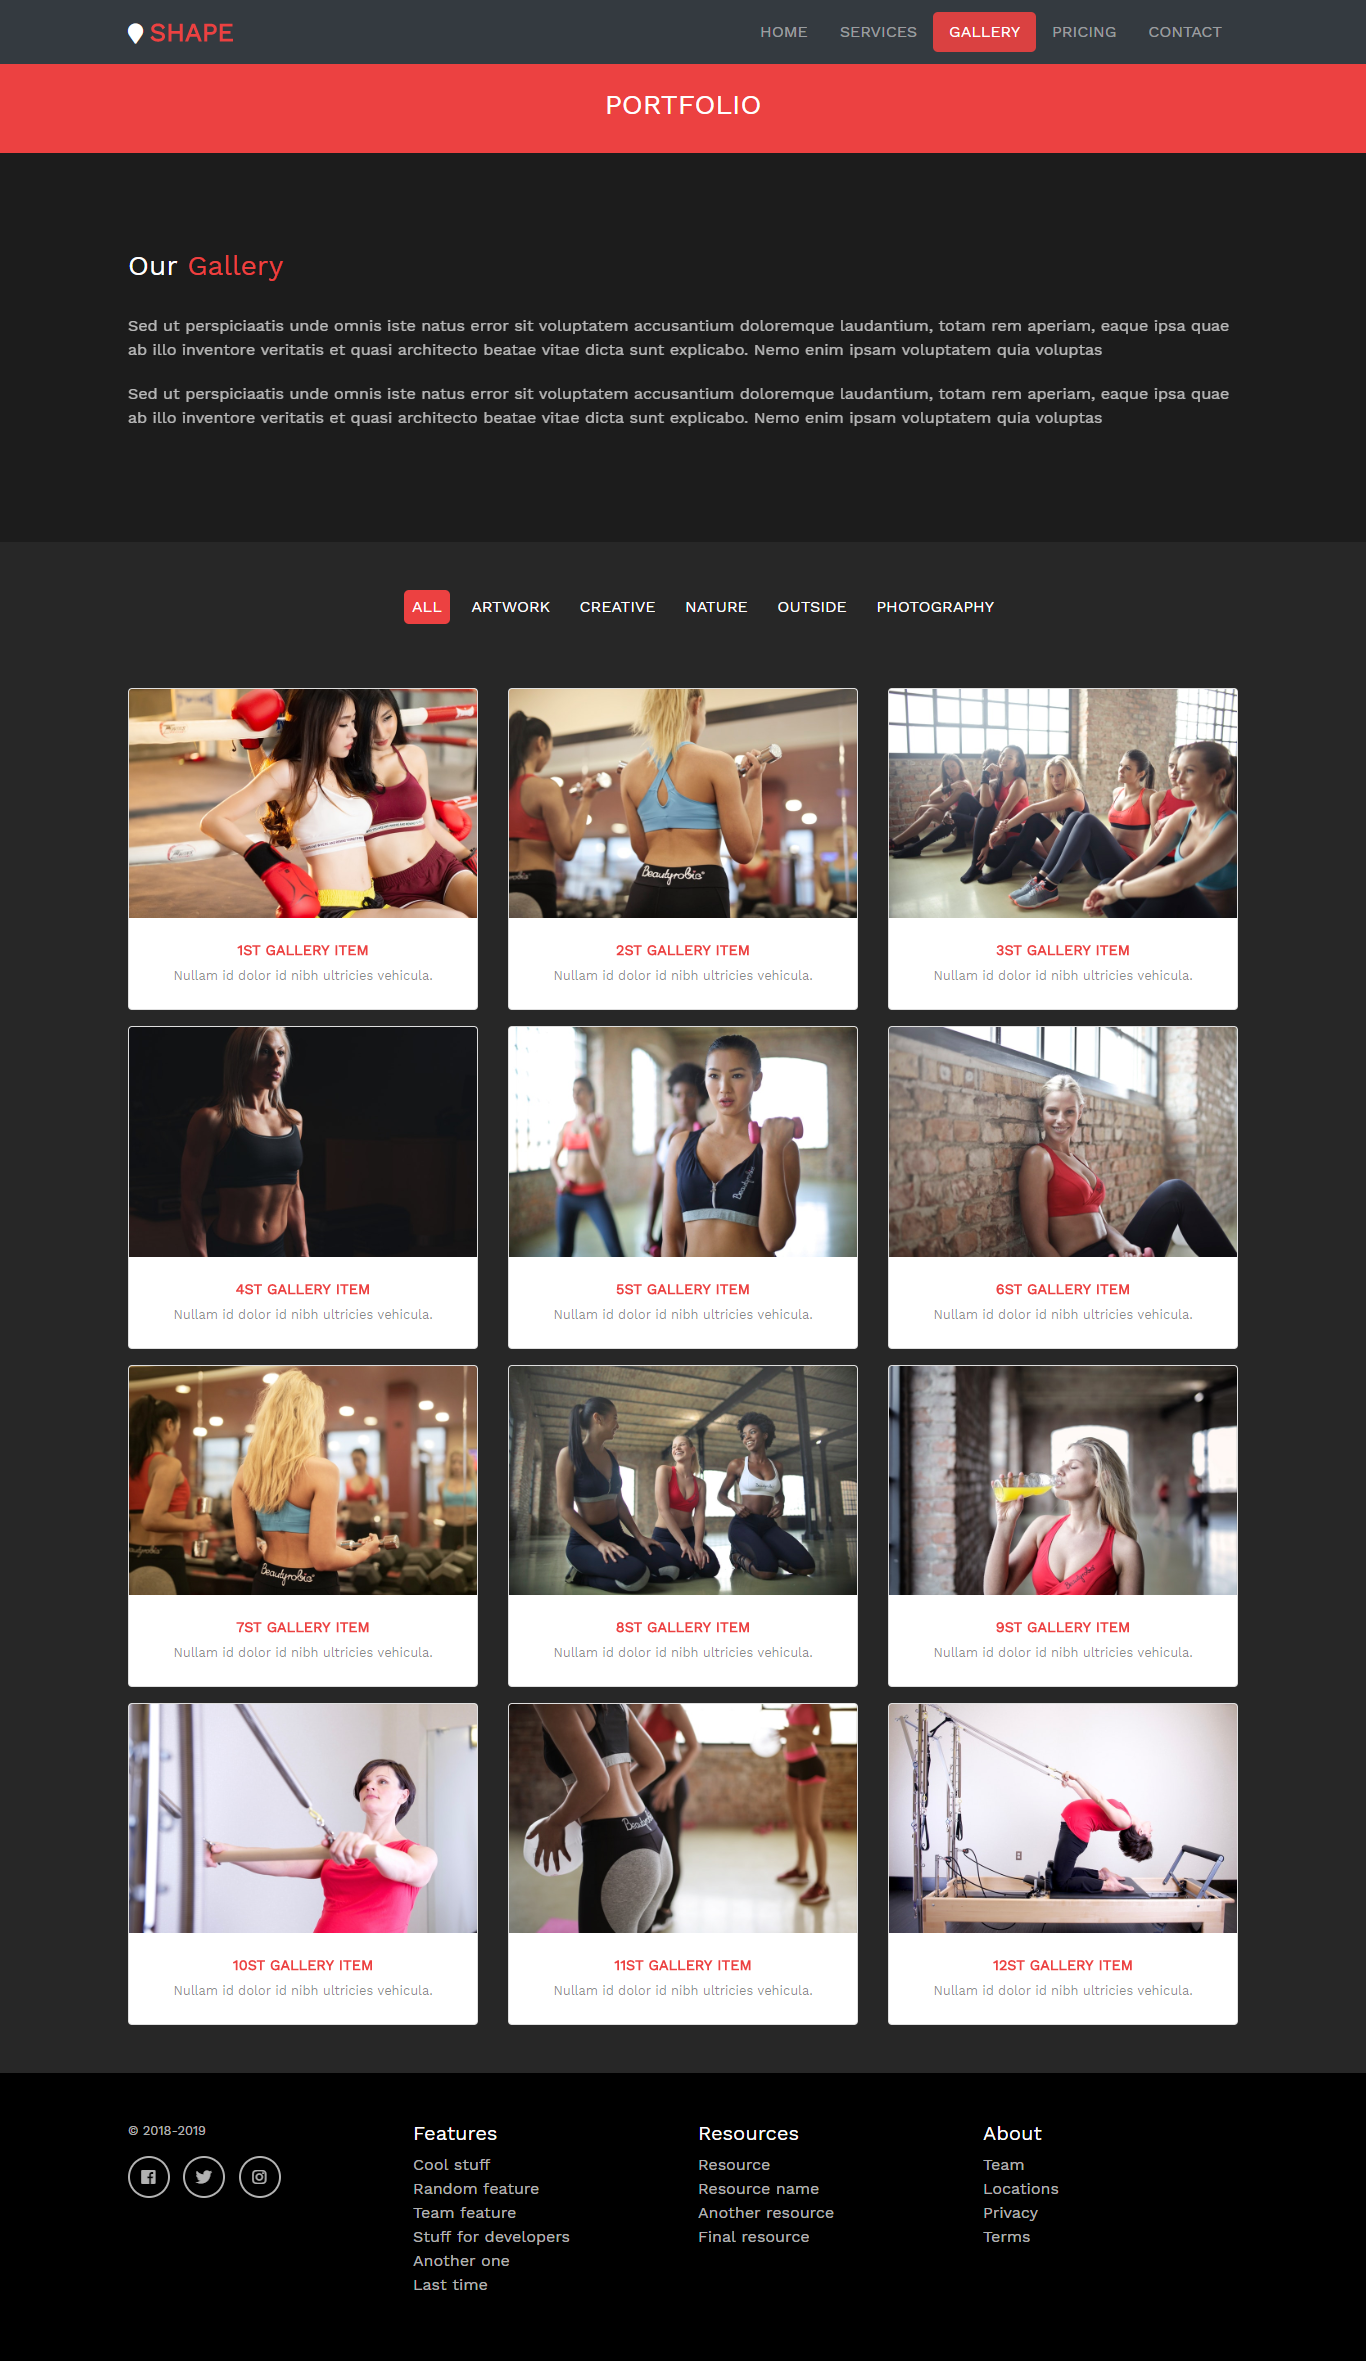 SHAPE
HOME SERVICES GALLERY PRICING CONTACT
PORTFOLIO
Our Gallery
Sed ut perspiciaatis unde omnis iste natus error sit voluptatem accusantium doloremque laudantium, totam rem aperiam, eaque ipsa quae
ab illo inventore veritatis et quasi architecto beatae vitae dicta sunt explicabo. Nemo enim ipsam voluptatem quia voluptas
Sed ut perspiciaatis unde omnis iste natus error sit voluptatem accusantium doloremque laudantium, totam rem aperiam, eaque ipsa quae
ab illo inventore veritatis et quasi architecto beatae vitae dicta sunt explicabo. Nemo enim ipsam voluptatem quia voluptas
ALL ARTWORK CREATIVE NATURE OUTSIDE PHOTOGRAPHY
Beautyrobic
1ST GALLERY ITEM
Nullam id dolor id nibh ultricies vehicula.
2ST GALLERY ITEM
Nullam id dolor id nibh ultricies vehicula.
3ST GALLERY ITEM
Nullam id dolor id nibh ultricies vehicula.
Beautyrobic
4ST GALLERY ITEM
Nullam id dolor id nibh ultricies vehicula.
5ST GALLERY ITEM
Nullam id dolor id nibh ultricies vehicula.
6ST GALLERY ITEM
Nullam id dolor id nibh ultricies vehicula.
Beautyrobic
7ST GALLERY ITEM
Nullam id dolor id nibh ultricies vehicula.
8ST GALLERY ITEM
Nullam id dolor id nibh ultricies vehicula.
9ST GALLERY ITEM
Nullam id dolor id nibh ultricies vehicula.
10ST GALLERY ITEM
Nullam id dolor id nibh ultricies vehicula.
11ST GALLERY ITEM
Nullam id dolor id nibh ultricies vehicula.
12ST GALLERY ITEM
Nullam id dolor id nibh ultricies vehicula.
© 2018-2019
Features
Cool stuff
Random feature
Team feature
Stuff for developers
Another one
Last time
Resources
Resource
Resource name
Another resource
Final resource
About
Team
Locations
Privacy
Terms